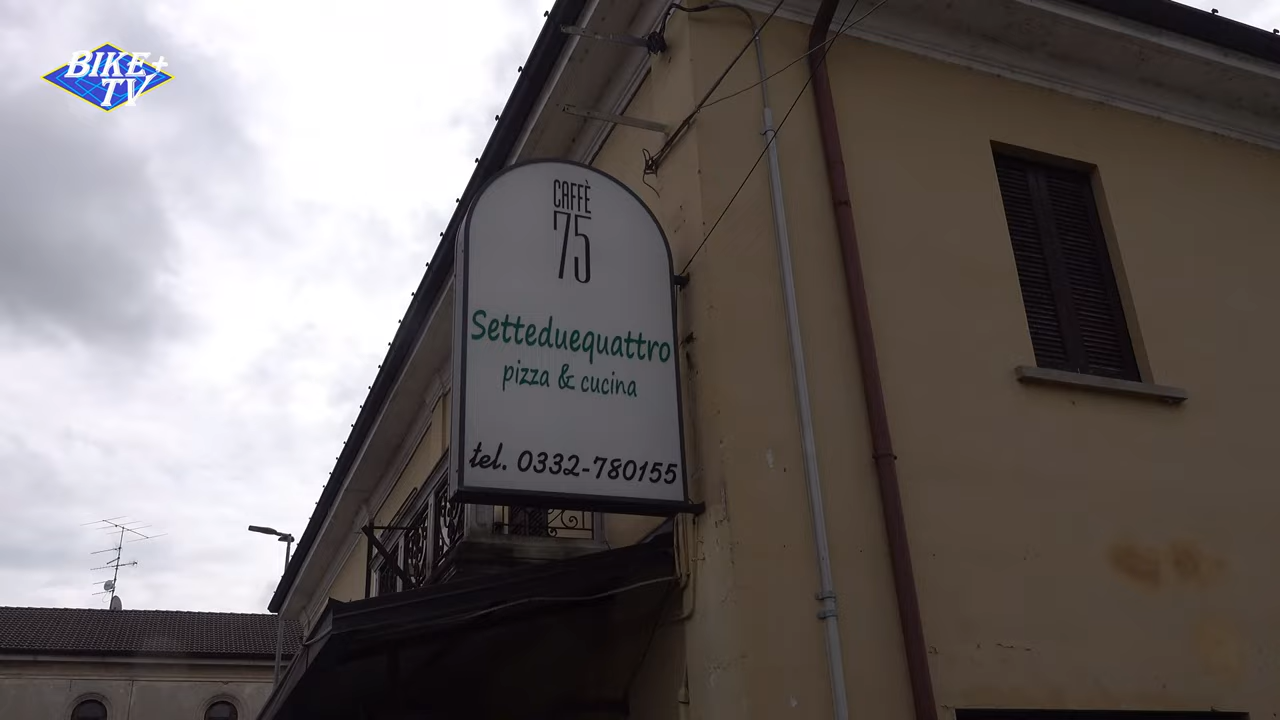 BIKE+
TV
CAFFÈ
75
Setteduequattro
pizza & cucina
tel. 0332-780155